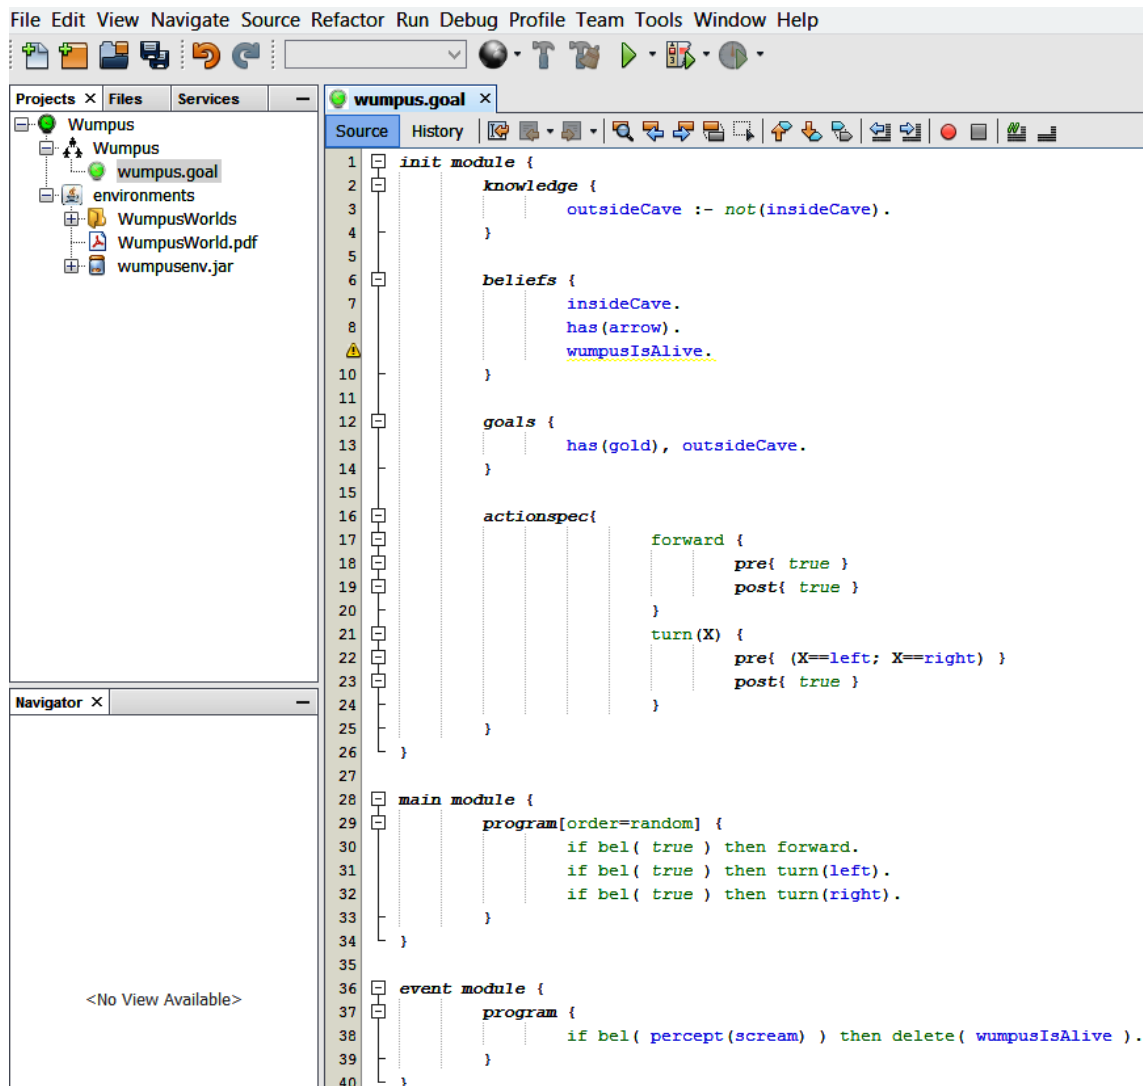 File Edit View Navigate Source Refactor Run Debug Profile Team Tools Window Help
Projects × Files Services
Wumpus
Wumpus
wumpus.goal
environments
WumpusWorlds
WumpusWorld.pdf
wumpusenv.jar
Navigator ×
<No View Available>
wumpus.goal ×
Source History
1 init module {
2 knowledge {
3 outsideCave :- not(insideCave).
4 }
5
6 beliefs {
7 insideCave.
8 has(arrow).
wumpusIsAlive.
10 }
11
12 goals {
13 has(gold), outsideCave.
14 }
15
16 actionspec{
17 forward {
18 pre{ true }
19 post{ true }
20 }
21 turn(X) {
22 pre{ (X==left; X==right) }
23 post{ true }
24 }
25 }
26 }
27
28 main module {
29 program[order=random] {
30 if bel( true ) then forward.
31 if bel( true ) then turn(left).
32 if bel( true ) then turn(right).
33 }
34 }
35
36 event module {
37 program {
38 if bel( percept(scream) ) then delete( wumpusIsAlive ).
39 }
40 }